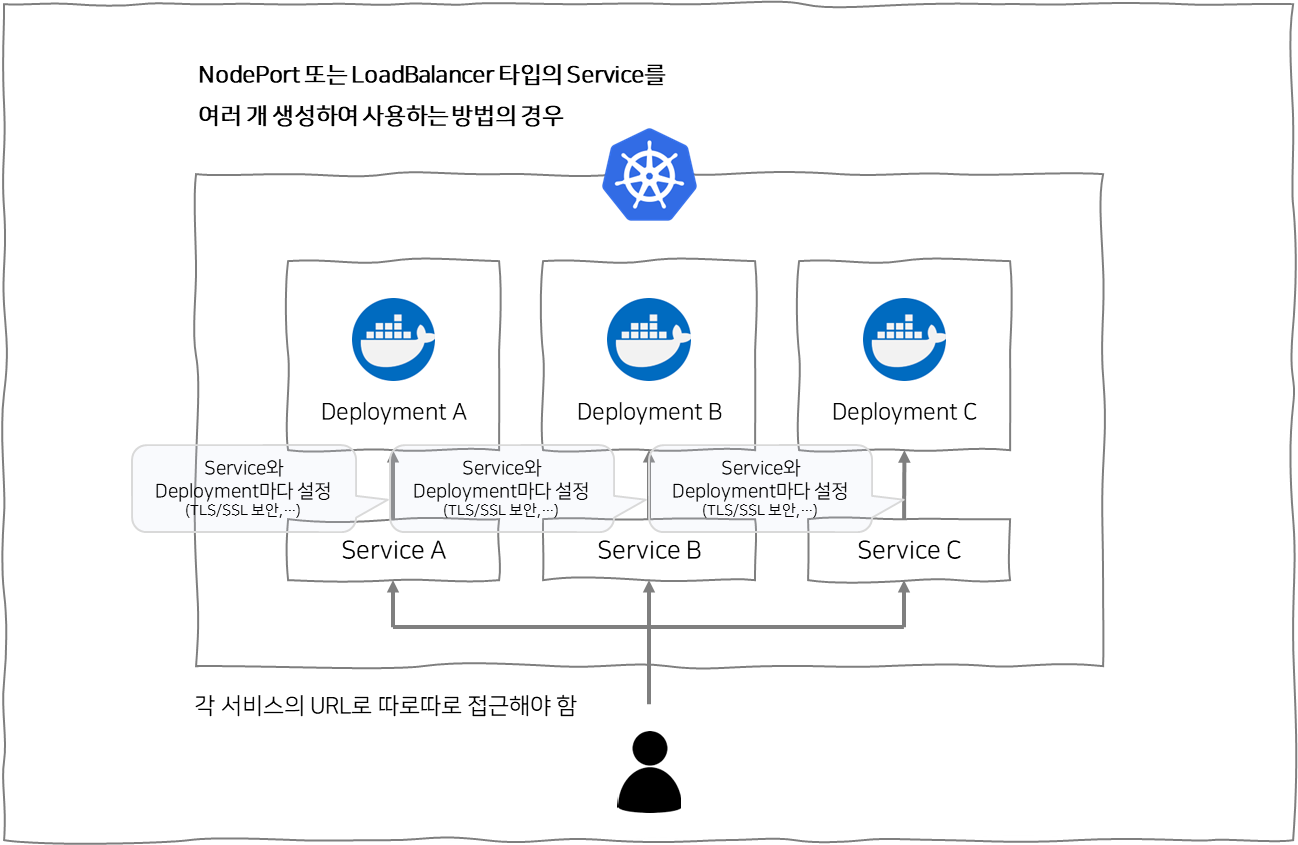 NodePort 또는 LoadBalancer 타입의 Service를
여러 개 생성하여 사용하는 방법의 경우
Deployment A
Deployment B
Deployment C
Service와
Deployment마다 설정
(TLS/SSL 보안,…)
Service와
Deployment마다 설정
(TLS/SSL 보안,…)
Service와
Deployment마다 설정
(TLS/SSL 보안,…)
Service A
Service B
Service C
각 서비스의 URL로 따로따로 접근해야 함